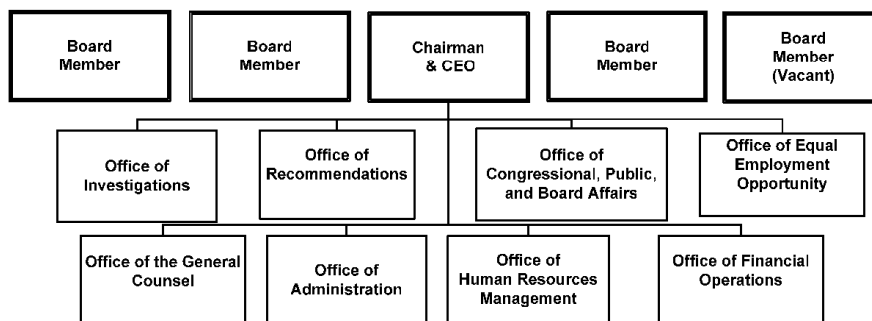 Board
Member
Board
Member
Chairman
& CEO
Board
Member
Board
Member
(Vacant)
Office of
Investigations
Office of
Recommendations
Office of
Congressional, Public,
and Board Affairs
Office of Equal
Employment
Opportunity
Office of the General
Counsel
Office of
Administration
Office of
Human Resources
Management
Office of Financial
Operations